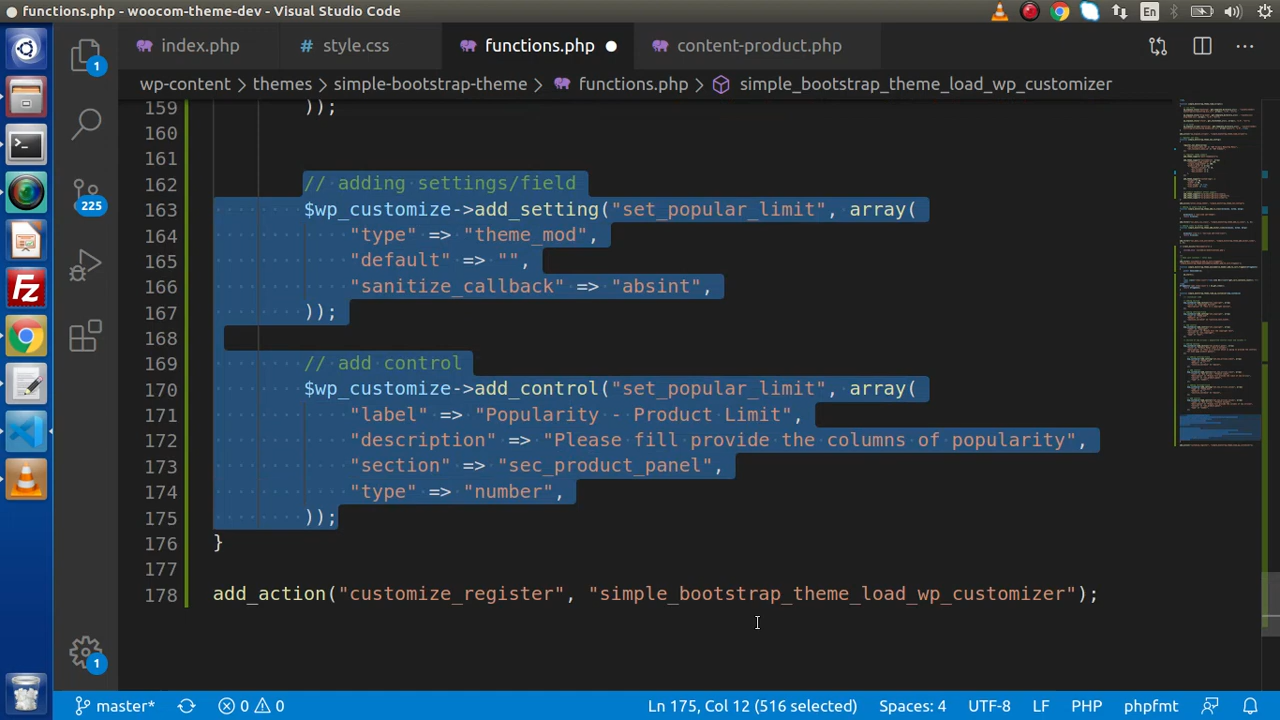 functions.php - woocom-theme-dev - Visual Studio Code
En
index.php
style.css
functions.php
content-product.php
wp-content > themes > simple-bootstrap-theme > functions.php > simple_bootstrap_theme_load_wp_customizer
159 ));
160
161
162 // adding settings/field
163 $wp_customize->add_setting("set_popular_limit", array(
164 "type" => "theme_mod",
165 "default" => "",
166 "sanitize_callback" => "absint",
167 ));
168
169 // add control
170 $wp_customize->add_control("set_popular_limit", array(
171 "label" => "Popularity - Product Limit",
172 "description" => "Please fill provide the columns of popularity",
173 "section" => "sec_product_panel",
174 "type" => "number",
175 ));
176 }
177
178 add_action("customize_register", "simple_bootstrap_theme_load_wp_customizer");
1
225
1
master* 0 0 Ln 175, Col 12 (516 selected) Spaces: 4 UTF-8 LF PHP phpfmt